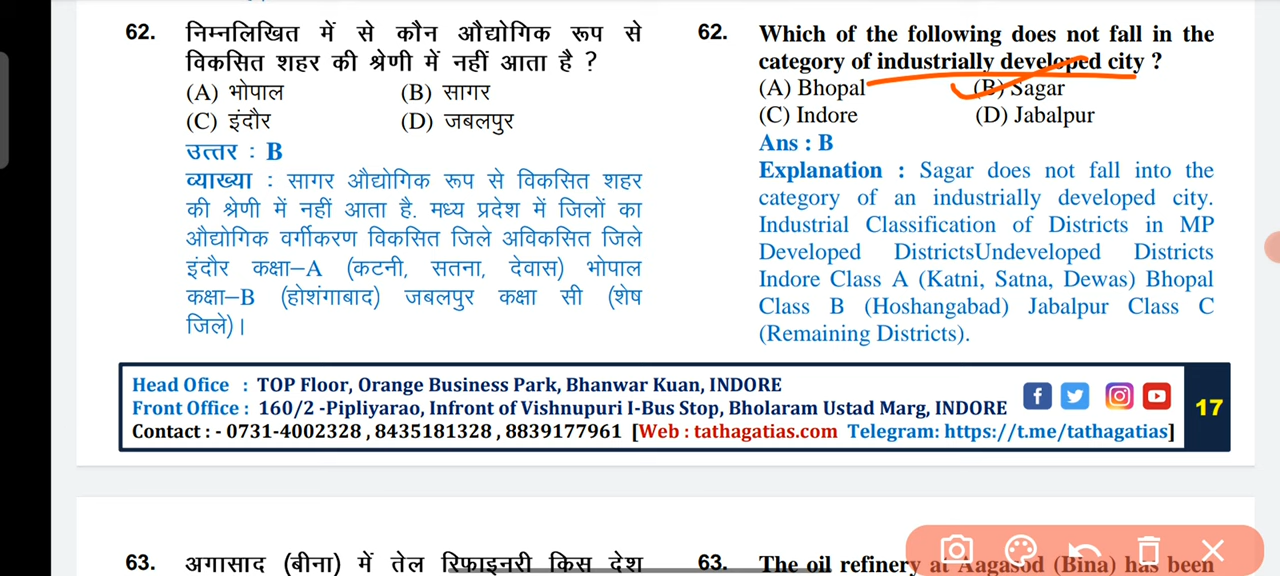 62. निम्नलिखित में से कौन औद्योगिक रूप से
विकसित शहर की श्रेणी में नहीं आता है ?
(A) भोपाल (B) सागर
(C) इंदौर (D) जबलपुर
उत्तर : B
व्याख्या : सागर औद्योगिक रूप से विकसित शहर
की श्रेणी में नहीं आता है. मध्य प्रदेश में जिलों का
औद्योगिक वर्गीकरण विकसित जिले अविकसित जिले
इंदौर कक्षा–A (कटनी, सतना, देवास) भोपाल
कक्षा–B (होशंगाबाद) जबलपुर कक्षा सी (शेष
जिले)।
62. Which of the following does not fall in the
category of industrially developed city ?
(A) Bhopal (B) Sagar
(C) Indore (D) Jabalpur
Ans : B
Explanation : Sagar does not fall into the
category of an industrially developed city.
Industrial Classification of Districts in MP
Developed DistrictsUndeveloped Districts
Indore Class A (Katni, Satna, Dewas) Bhopal
Class B (Hoshangabad) Jabalpur Class C
(Remaining Districts).
Head Ofice : TOP Floor, Orange Business Park, Bhanwar Kuan, INDORE
Front Office : 160/2 -Pipliyarao, Infront of Vishnupuri I-Bus Stop, Bholaram Ustad Marg, INDORE
Contact : - 0731-4002328 , 8435181328 , 8839177961 [Web : tathagatias.com Telegram: https://t.me/tathagatias]
17
63. अगासाद (बीना) में तेल रिफाइनरी किस देश
63. The oil refinery at Aagasod (Bina) has been